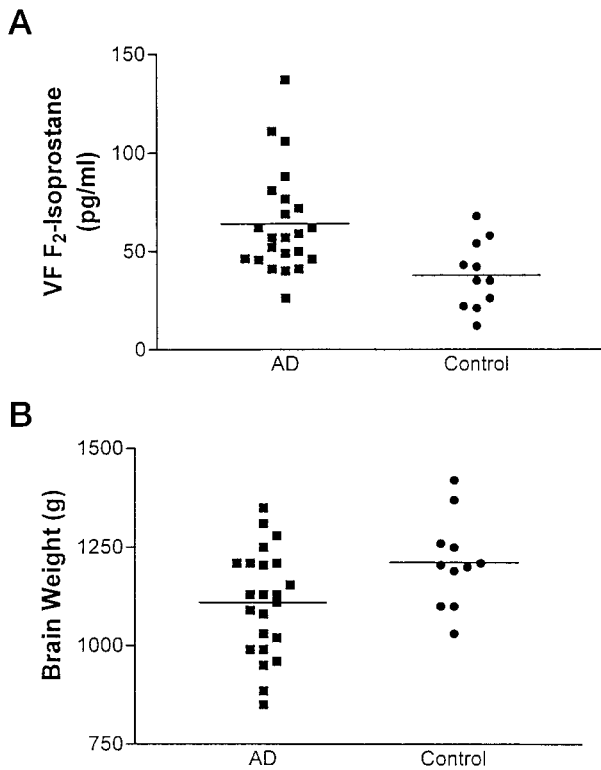 A
VF F₂-Isoprostane
(pg/ml)
150
100
50
0
AD
Control
B
Brain Weight (g)
1500
1250
1000
750
AD
Control